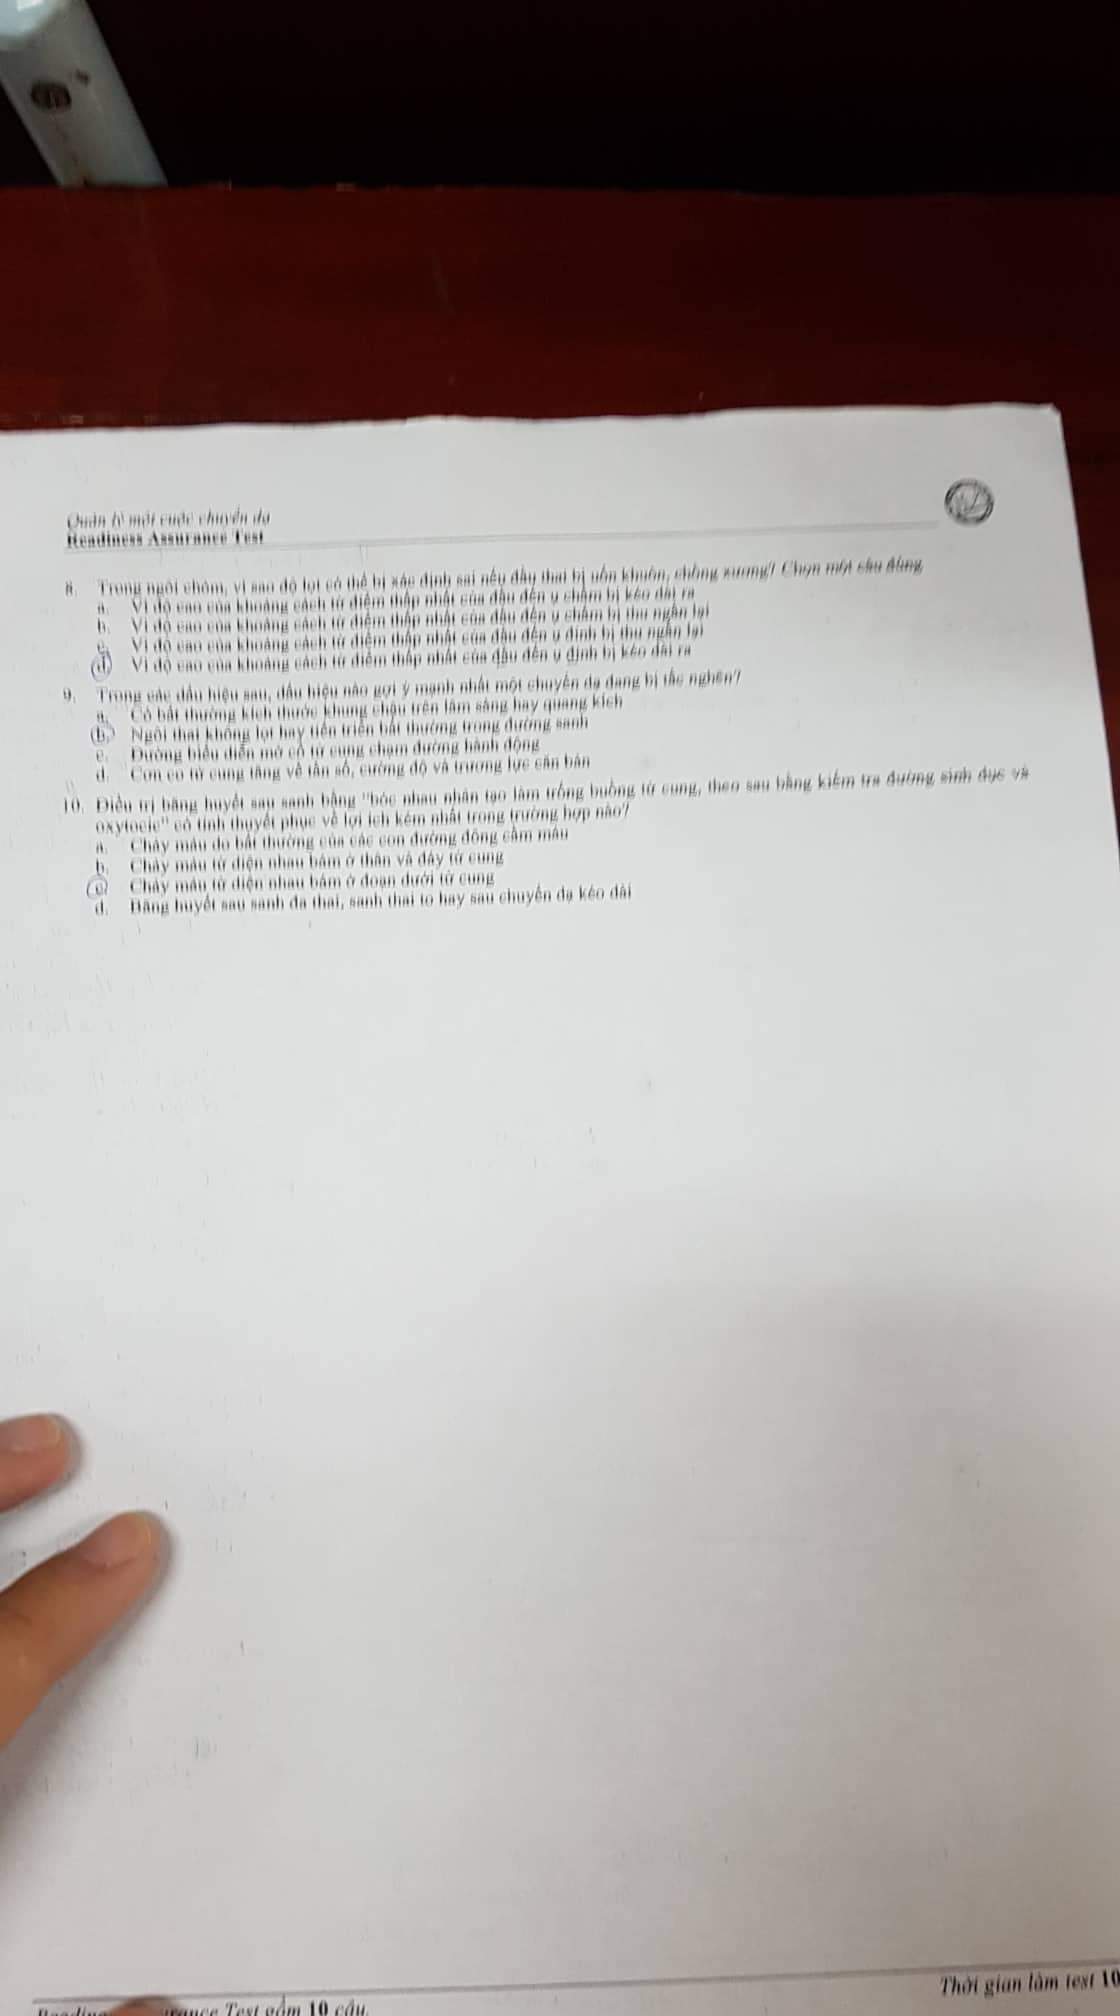 Quản lý một cuộc chuyển dạ
Readiness Assurance Test
8. Trong ngôi chỏm, vì sao độ lọt có thể bị xác định sai nếu đầu thai bị uốn khuôn, chồng xương? Chọn một câu đúng
a. Vì độ cao của khoảng cách từ điểm thấp nhất của đầu đến ụ chẩm bị kéo dài ra
b. Vì độ cao của khoảng cách từ điểm thấp nhất của đầu đến ụ chẩm bị thu ngắn lại
c. Vì độ cao của khoảng cách từ điểm thấp nhất của đầu đến ụ đỉnh bị thu ngắn lại
d. Vì độ cao của khoảng cách từ điểm thấp nhất của đầu đến ụ đỉnh bị kéo dài ra
9. Trong các dấu hiệu sau, dấu hiệu nào gợi ý mạnh nhất một chuyển dạ đang bị tắc nghẽn?
a. Có bất thường kích thước khung chậu trên lâm sàng hay quang kích
b. Ngôi thai không lọt hay tiến triển bất thường trong đường sanh
c. Đường biểu diễn mở cổ tử cung chạm đường hành động
d. Cơn co tử cung tăng về tần số, cường độ và trương lực căn bản
10. Điều trị băng huyết sau sanh bằng "bóc nhau nhân tạo làm trống buồng tử cung, theo sau bằng kiểm tra đường sinh dục và
oxytocic" có tính thuyết phục về lợi ích kém nhất trong trường hợp nào?
a. Chảy máu do bất thường của các con đường đông cầm máu
b. Chảy máu từ diện nhau bám ở thân và đáy tử cung
c. Chảy máu từ diện nhau bám ở đoạn dưới tử cung
d. Băng huyết sau sanh đa thai, sanh thai to hay sau chuyển dạ kéo dài
Thời gian làm test 10
Test gồm 10 câu.